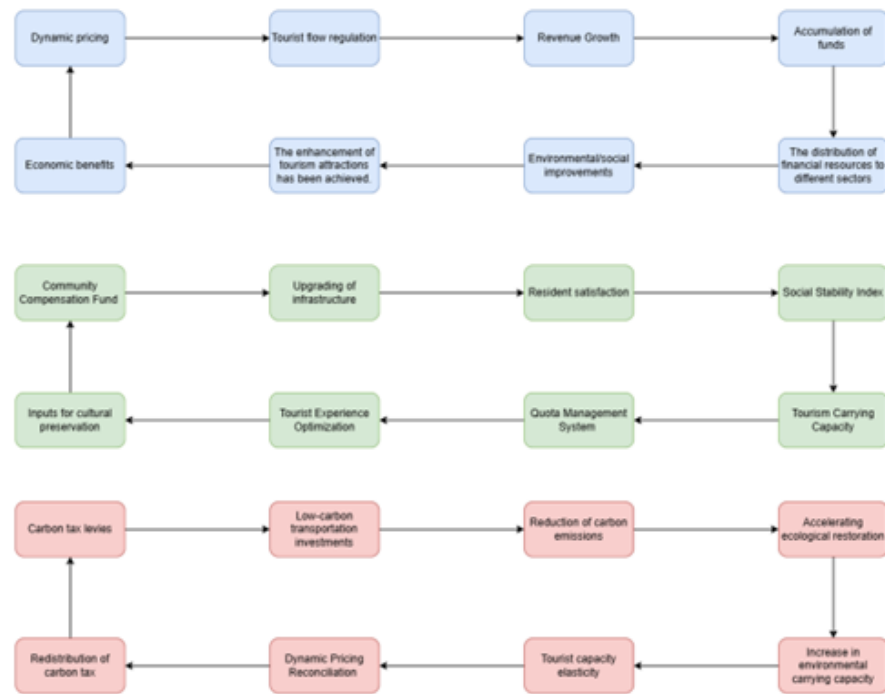 Dynamic pricing
Tourist flow regulation
Revenue Growth
Accumulation of
funds
Economic benefits
The enhancement of
tourism attractions
has been achieved.
Environmental/social
improvements
The distribution of
financial resources to
different sectors
Community
Compensation Fund
Upgrading of
infrastructure
Resident satisfaction
Social Stability Index
Inputs for cultural
preservation
Tourist Experience
Optimization
Quota Management
System
Tourism Carrying
Capacity
Carbon tax levies
Low-carbon
transportation
investments
Reduction of carbon
emissions
Accelerating
ecological restoration
Redistribution of
carbon tax
Dynamic Pricing
Reconciliation
Tourist capacity
elasticity
Increase in
environmental
carrying capacity